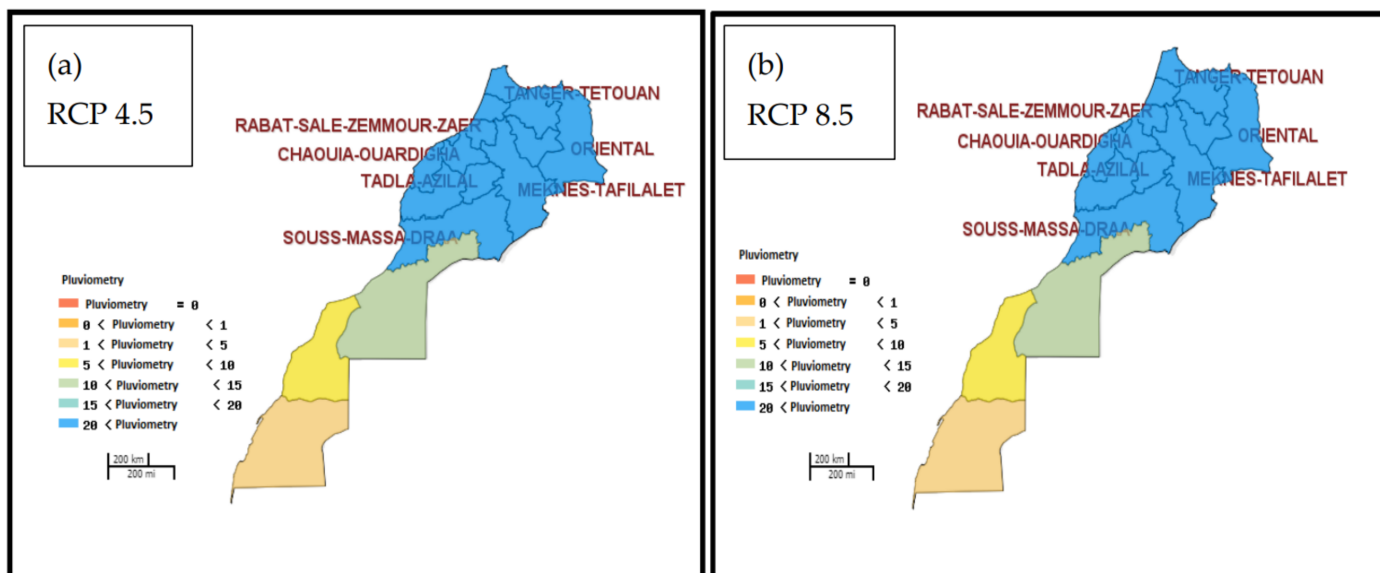 (a)
RCP 4.5
TANGER-TETOUAN
RABAT-SALE-ZEMMOUR-ZAER
CHAOUIA-OUARDIGHA
ORIENTAL
TADLA-AZILAL
MEKNES-TAFILALET
SOUSS-MASSA-DRAA
Pluviometry
Pluviometry = 0
0 < Pluviometry < 1
1 < Pluviometry < 5
5 < Pluviometry < 10
10 < Pluviometry < 15
15 < Pluviometry < 20
20 < Pluviometry
200 km
200 mi
(b)
RCP 8.5
TANGER-TETOUAN
RABAT-SALE-ZEMMOUR-ZAER
ORIENTAL
CHAOUIA-OUARDIGHA
TADLA-AZILAL
MEKNES-TAFILALET
SOUSS-MASSA-DRAA
Pluviometry
Pluviometry = 0
0 < Pluviometry < 1
1 < Pluviometry < 5
5 < Pluviometry < 10
10 < Pluviometry < 15
15 < Pluviometry < 20
20 < Pluviometry
200 km
200 mi